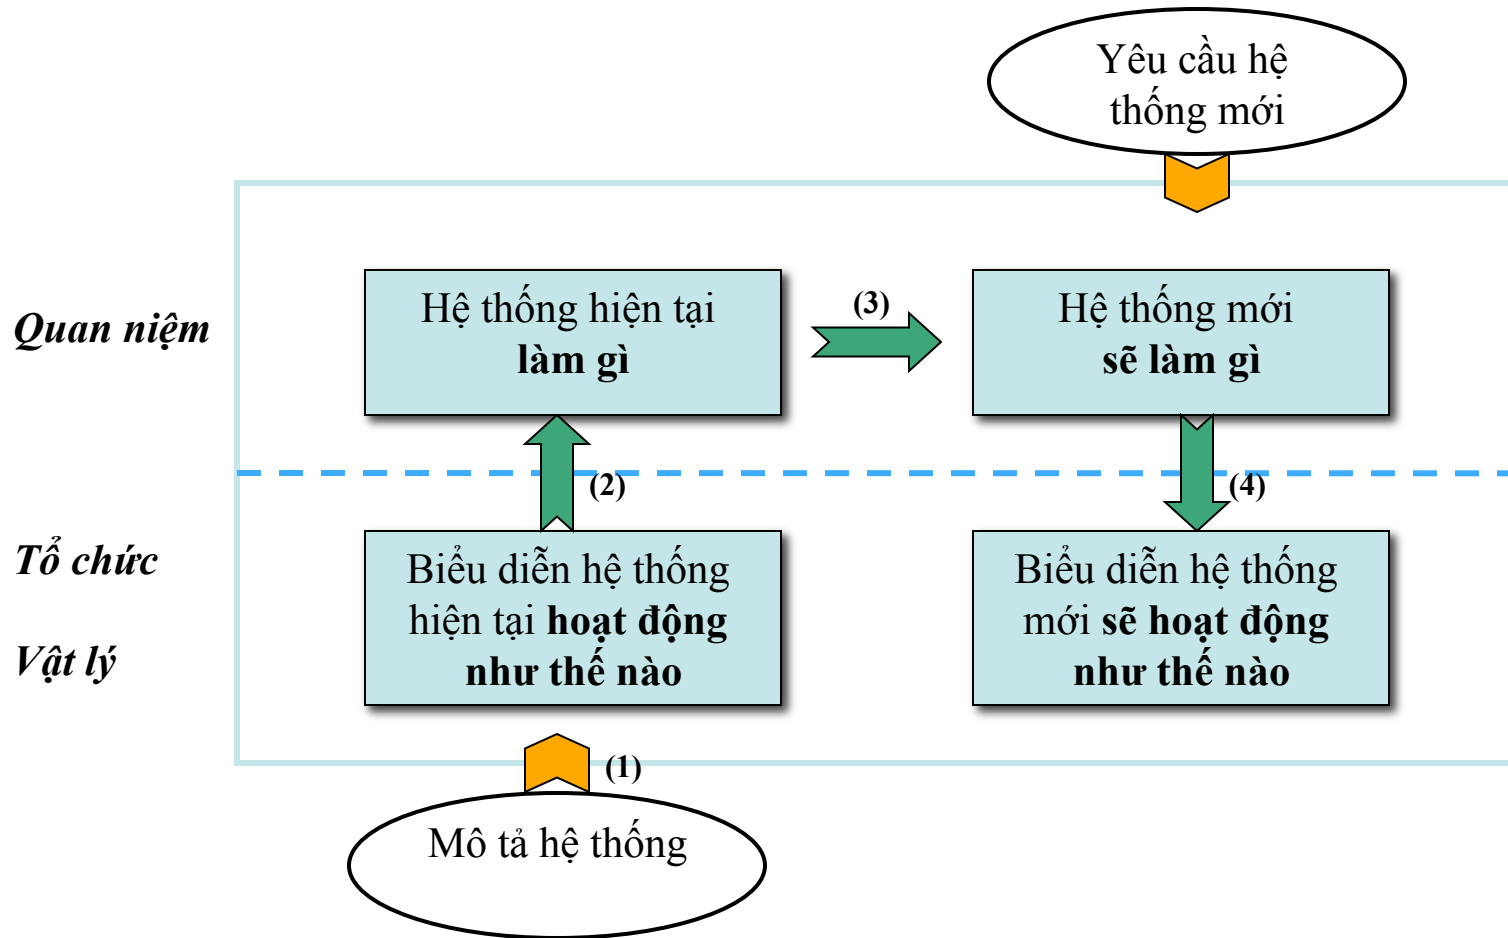 Yêu cầu hệ
thống mới
Quan niệm
Hệ thống hiện tại
làm gì
(3)
Hệ thống mới
sẽ làm gì
(2)
(4)
Tổ chức
Vật lý
Biểu diễn hệ thống
hiện tại hoạt động
như thế nào
Biểu diễn hệ thống
mới sẽ hoạt động
như thế nào
(1)
Mô tả hệ thống